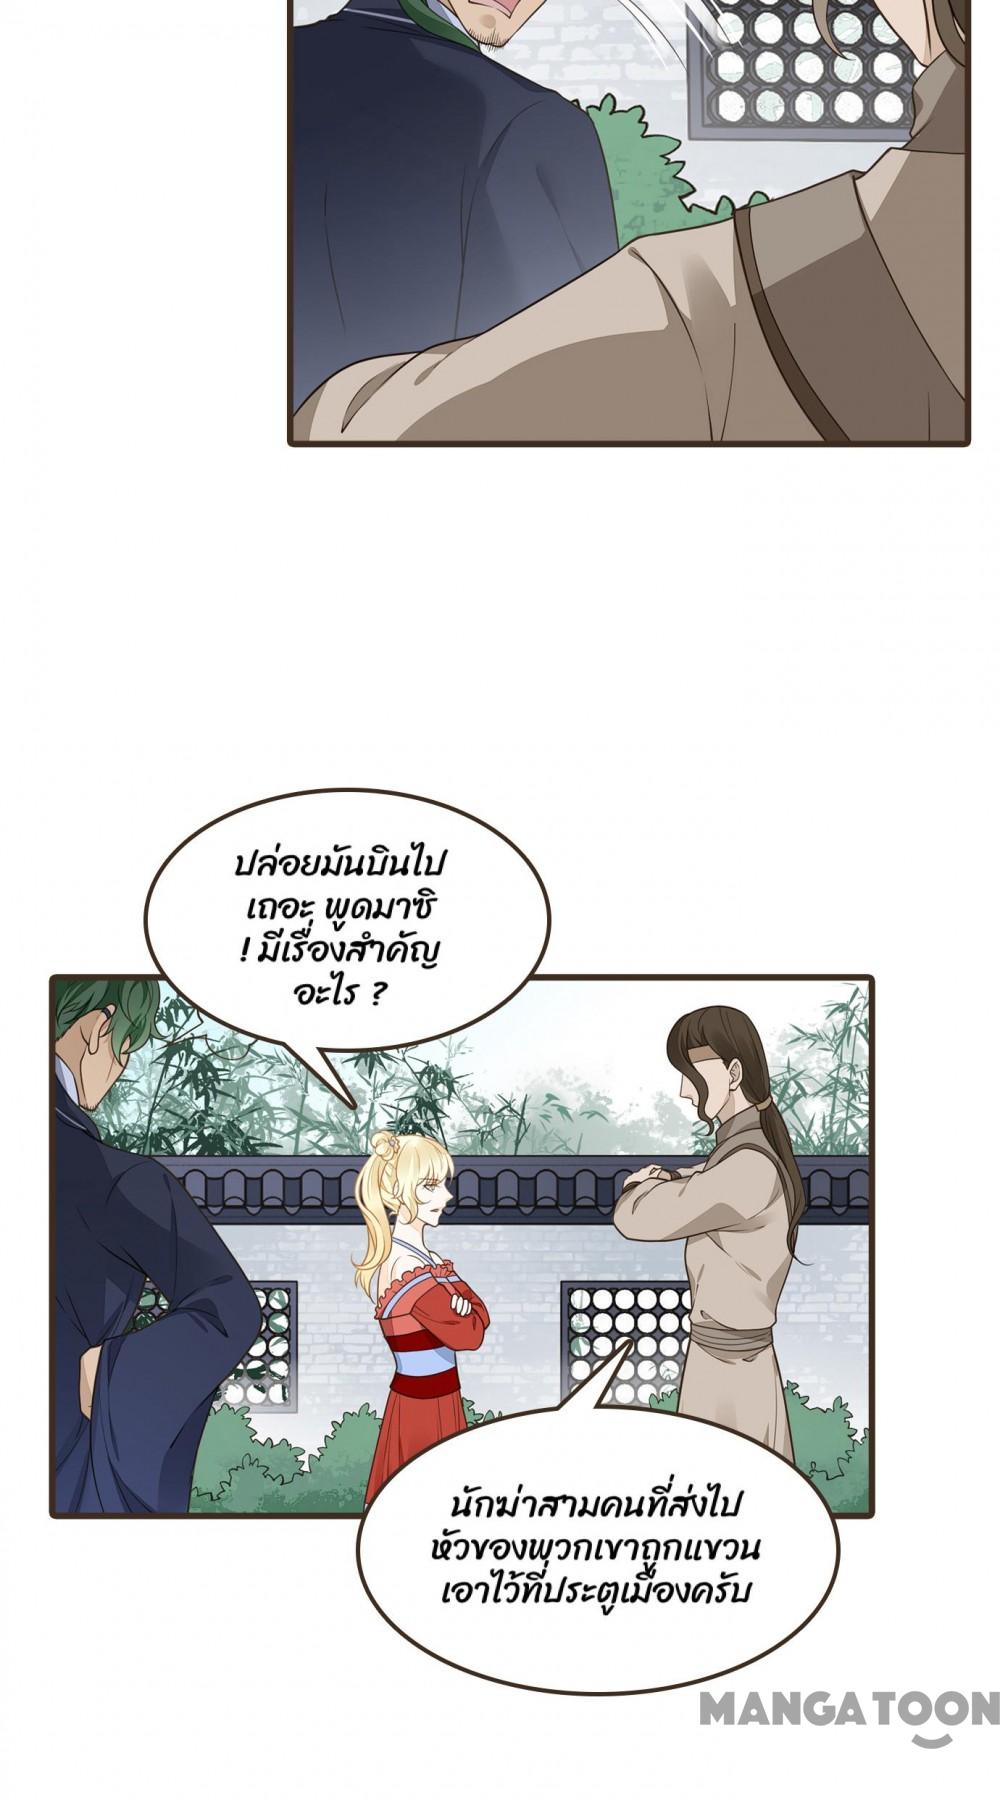 ปล่อยมันบินไป
เถอะ พูดมาซิ
! มีเรื่องสำคัญ
อะไร ?
นักฆ่าสามคนที่ส่งไป
หัวของพวกเขาถูกแขวน
เอาไว้ที่ประตูเมืองครับ
MANGATOON